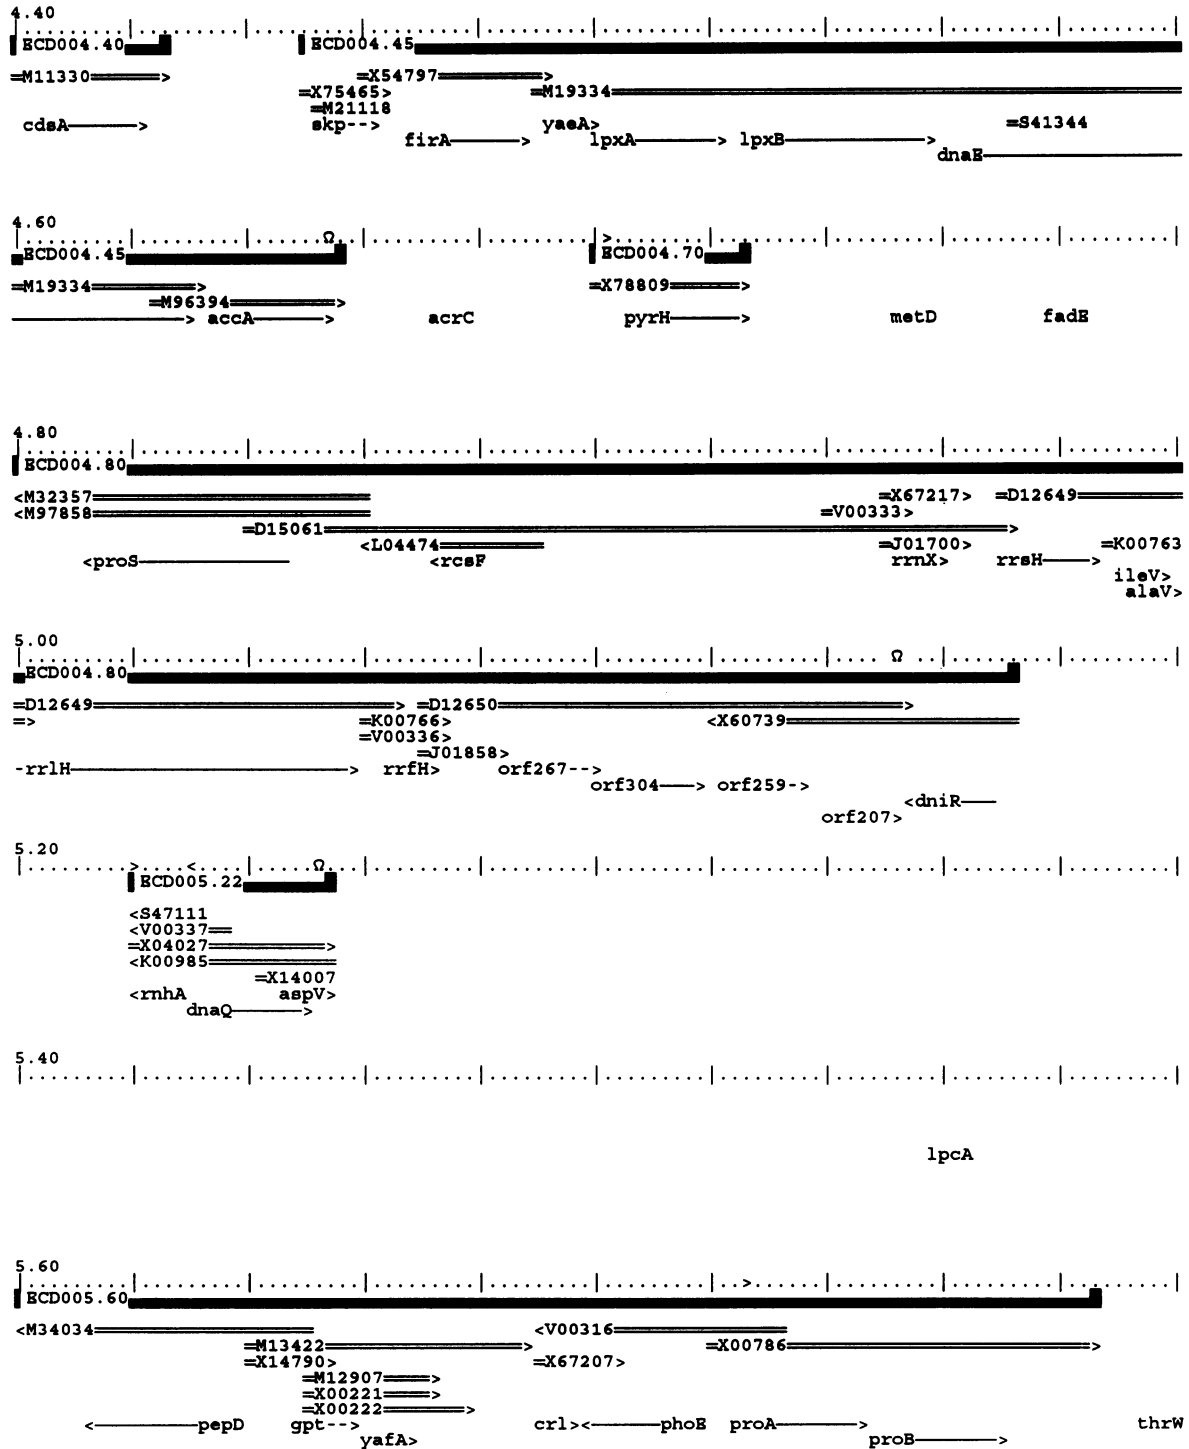 4.40
ECD004.40 ECD004.45
=M11330 > =X54797 >
=X75465> =M19334
=M21118
cdsA > skp--> yaeA> =S41344
firA > lpxA > lpxB >
dnaE
4.60
Ω >
ECD004.45 ECD004.70
=M19334 > =X78809 >
=M96394 >
accA > acrC pyrH > metD fadE
4.80
ECD004.80
<M32357 =X67217> =D12649
<M97858 =V00333>
=D15061 >
<L04474 =J01700> =K00763
<proS <rcsF rrnX> rrsH >
ileV>
alaV>
5.00
Ω
ECD004.80
=D12649 > =D12650 >
=> =K00766> <X60739
=V00336>
=J01858>
-rrlH > rrfH> orf267-->
orf304 > orf259->
<dniR
orf207>
5.20
> < Ω
ECD005.22
<S47111
<V00337
=X04027 >
<K00985
=X14007
<rnhA aspV>
dnaQ >
5.40
lpcA
5.60
>
ECD005.60
<M34034 <V00316
=M13422 > =X00786 >
=X14790> =X67207>
=M12907 >
=X00221 >
=X00222 >
< pepD gpt--> crl>< phoE proA > thrW
yafA> proB >